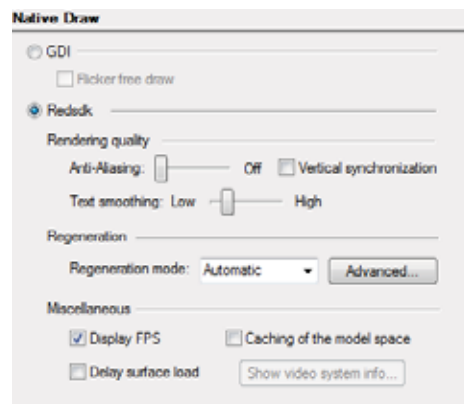 Native Draw
GDI
Flicker free draw
Redsdk
Rendering quality
Anti-Aliasing: Off Vertical synchronization
Text smoothing: Low High
Regeneration
Regeneration mode: Automatic Advanced...
Miscellaneous
Display FPS Caching of the model space
Delay surface load Show video system info...